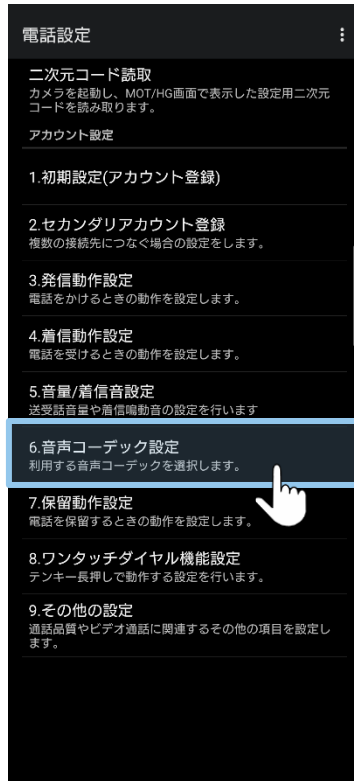 電話設定
二次元コード読取
カメラを起動し、MOT/HG画面で表示した設定用二次元
コードを読み取ります。
アカウント設定
1.初期設定(アカウント登録)
2.セカンダリアカウント登録
複数の接続先につなぐ場合の設定をします。
3.発信動作設定
電話をかけるときの動作を設定します。
4.着信動作設定
電話を受けるときの動作を設定します。
5.音量/着信音設定
送受話音量や着信鳴動音の設定を行います
6.音声コーデック設定
利用する音声コーデックを選択します。
7.保留動作設定
電話を保留するときの動作を設定します。
8.ワンタッチダイヤル機能設定
テンキー長押しで動作する設定を行います。
9.その他の設定
通話品質やビデオ通話に関連するその他の項目を設定し
ます。